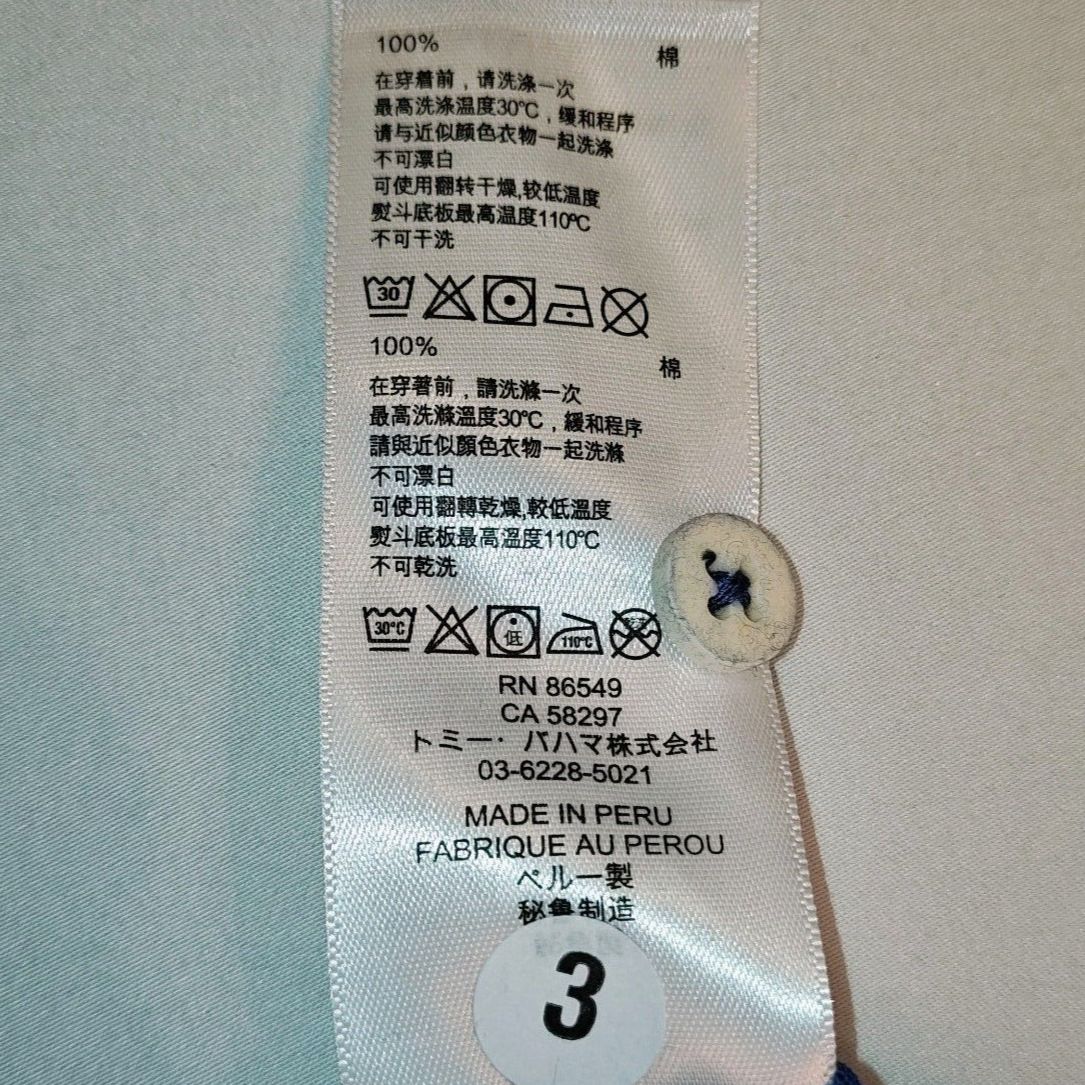 100% 棉
在穿着前，请洗涤一次
最高洗涤温度30℃，缓和程序
请与近似颜色衣物一起洗涤
不可漂白
可使用翻转干燥,较低温度
熨斗底板最高温度110℃
不可干洗
30
100% 棉
在穿著前，請洗滌一次
最高洗滌溫度30℃，緩和程序
請與近似顏色衣物一起洗滌
不可漂白
可使用翻轉乾燥,較低溫度
熨斗底板最高溫度110℃
不可乾洗
30℃ 低 110℃ 乾洗
RN 86549
CA 58297
トミー・バハマ株式会社
03-6228-5021
MADE IN PERU
FABRIQUE AU PEROU
ペルー製
秘魯制造
3